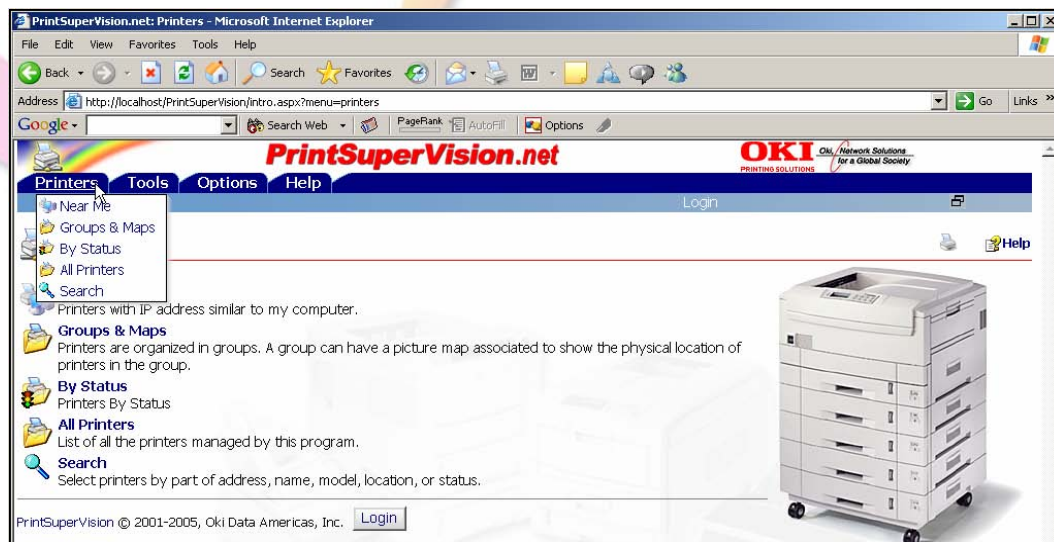 PrintSuperVision.net: Printers - Microsoft Internet Explorer
File Edit View Favorites Tools Help
Back Search Favorites
Address http://localhost/PrintSuperVision/intro.aspx?menu=printers Go Links »
Google Search Web PageRank AutoFill Options
PrintSuperVision.net
OKI
PRINTING SOLUTIONS
Oki, Network Solutions
for a Global Society
Printers Tools Options Help
Login
Near Me
Groups & Maps
By Status
All Printers
Search
Help
Printers with IP address similar to my computer.
Groups & Maps
Printers are organized in groups. A group can have a picture map associated to show the physical location of
printers in the group.
By Status
Printers By Status
All Printers
List of all the printers managed by this program.
Search
Select printers by part of address, name, model, location, or status.
PrintSuperVision © 2001-2005, Oki Data Americas, Inc. Login